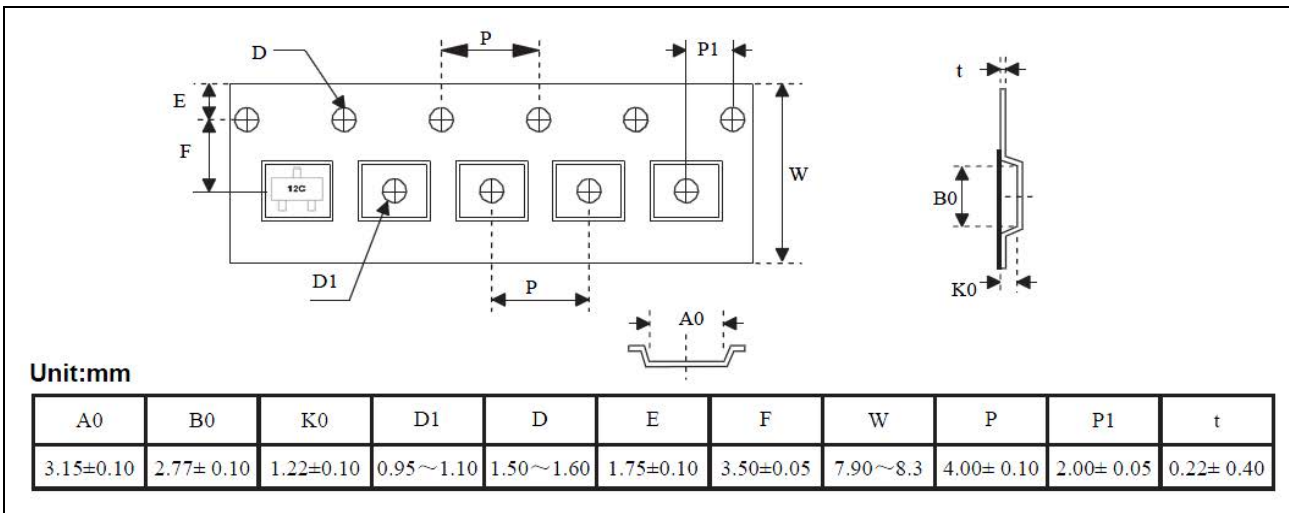 P
P1
D
t
E
F
W
12C
B0
D1
P
K0
A0
Unit:mm
A0 B0 K0 D1 D E F W P P1 t
3.15±0.10 2.77± 0.10 1.22±0.10 0.95～1.10 1.50～1.60 1.75±0.10 3.50±0.05 7.90～8.3 4.00± 0.10 2.00± 0.05 0.22± 0.40